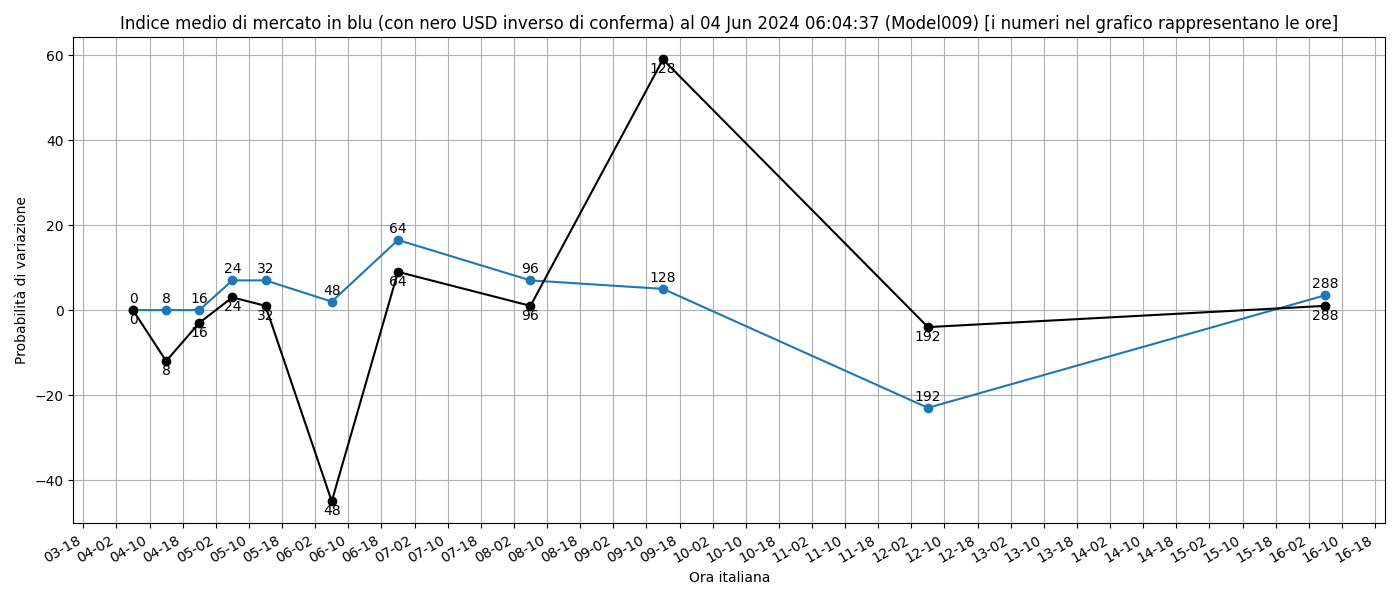 Indice medio di mercato in blu (con nero USD inverso di conferma) al 04 Jun 2024 06:04:37 (Model009) [i numeri nel grafico rappresentano le ore]
Probabilità di variazione
60
40
20
0
−20
−40
0 8 16 24 32 48 64 96 128 192 288
0 8 16 24 32 48 64 96 128 192 288
03-18 04-02 04-10 04-18 05-02 05-10 05-18 06-02 06-10 06-18 07-02 07-10 07-18 08-02 08-10 08-18 09-02 09-10 09-18 10-02 10-10 10-18 11-02 11-10 11-18 12-02 12-10 12-18 13-02 13-10 13-18 14-02 14-10 14-18 15-02 15-10 15-18 16-02 16-10 16-18
Ora italiana